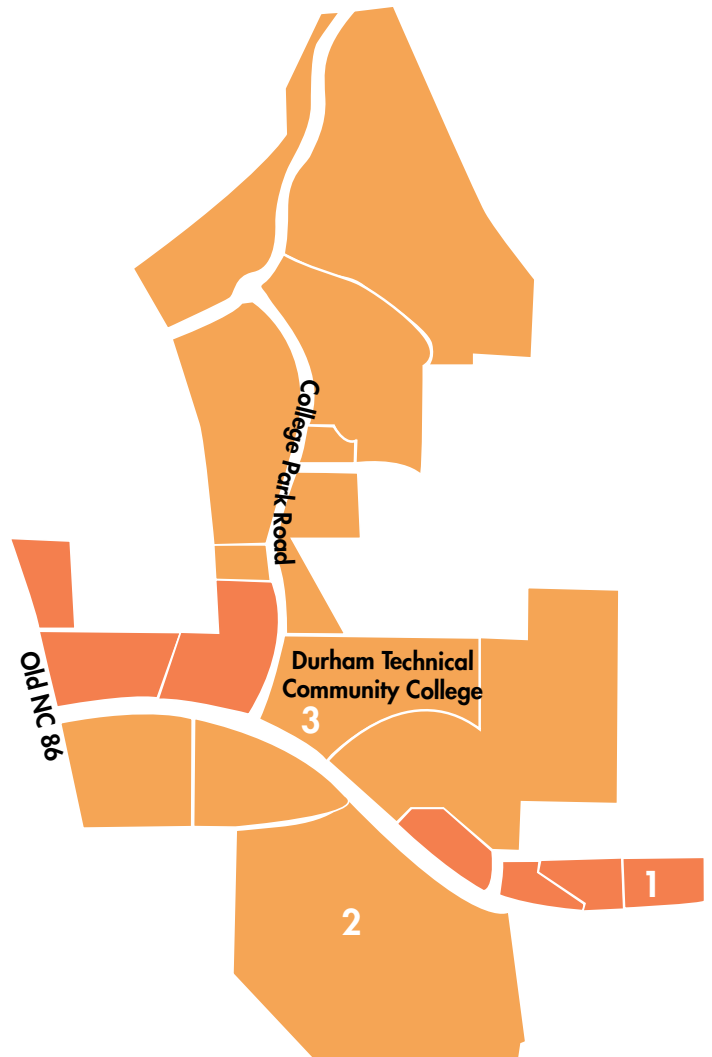 College Park Road
Durham Technical
Community College
Old NC 86
3
1
2